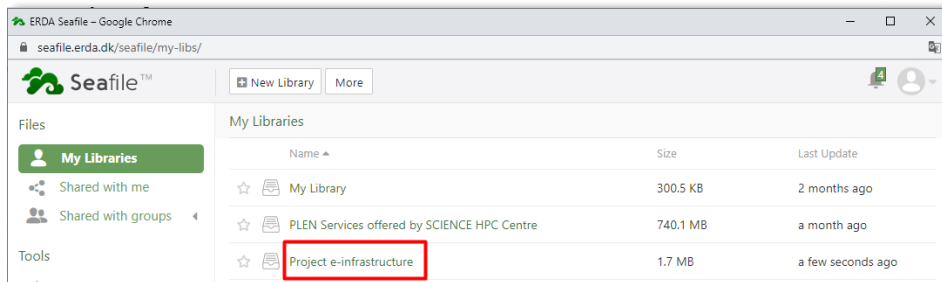 ERDA Seafile – Google Chrome
seafile.erda.dk/seafile/my-libs/
Seafile™
New Library
More
4
Files
My Libraries
Name
Size
Last Update
My Libraries
Shared with me
Shared with groups
Tools
My Library
300.5 KB
2 months ago
PLEN Services offered by SCIENCE HPC Centre
740.1 MB
a month ago
Project e-infrastructure
1.7 MB
a few seconds ago